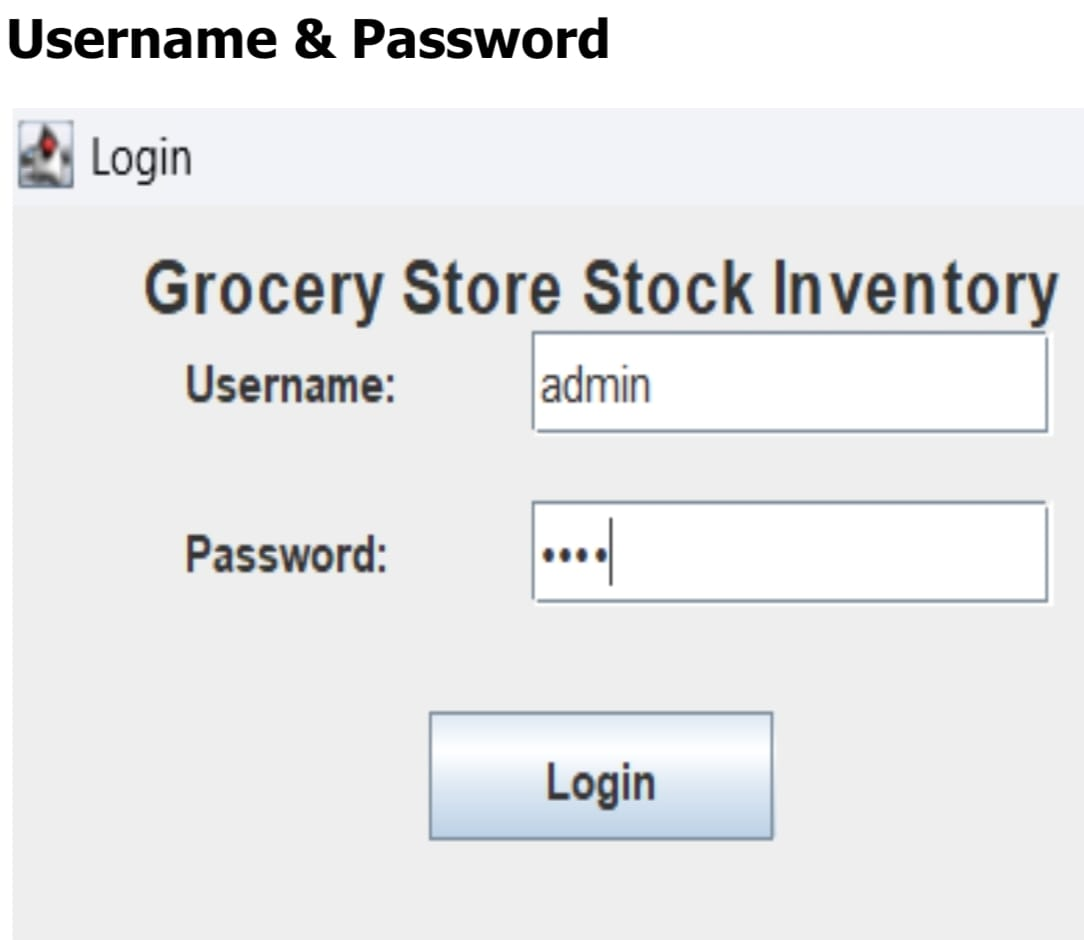 Username & Password
Login
Grocery Store Stock Inventory
Username: admin
Password: ••••
Login